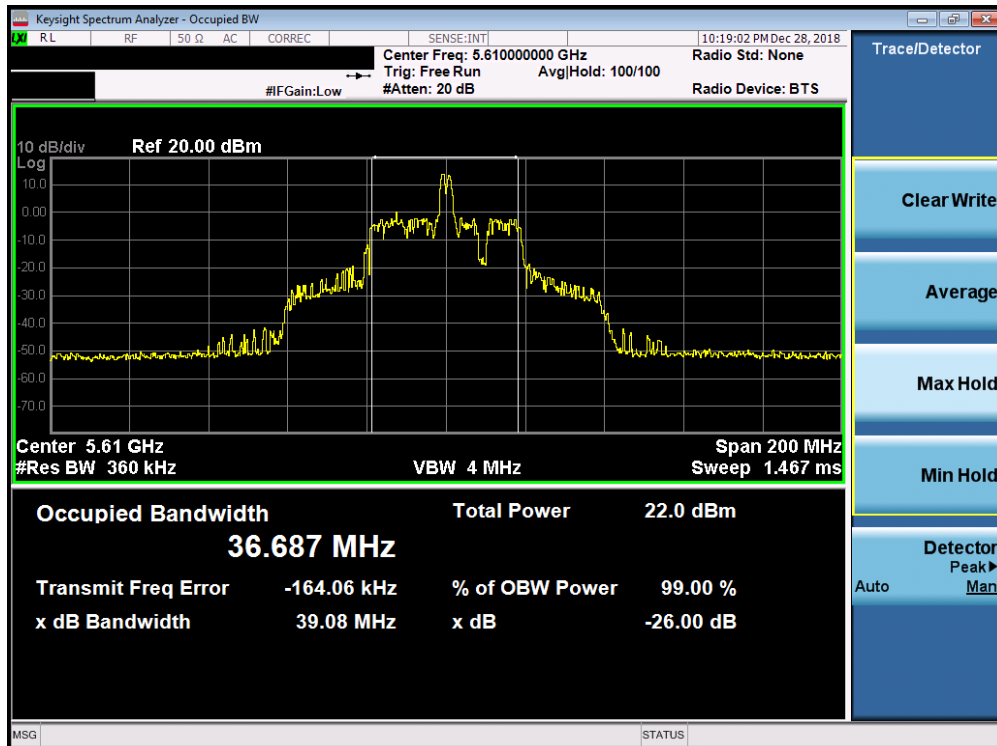 Keysight Spectrum Analyzer - Occupied BW
LXI RL RF 50 Ω AC CORREC SENSE:INT 10:19:02 PM Dec 28, 2018
Center Freq: 5.610000000 GHz Radio Std: None
Trig: Free Run Avg|Hold: 100/100
#IFGain:Low #Atten: 20 dB Radio Device: BTS
10 dB/div Ref 20.00 dBm
Log
10.0
0.00
-10.0
-20.0
-30.0
-40.0
-50.0
-60.0
-70.0
Center 5.61 GHz Span 200 MHz
#Res BW 360 kHz VBW 4 MHz Sweep 1.467 ms
Occupied Bandwidth Total Power 22.0 dBm
36.687 MHz
Transmit Freq Error -164.06 kHz % of OBW Power 99.00 %
x dB Bandwidth 39.08 MHz x dB -26.00 dB
MSG STATUS
Trace/Detector
Clear Write
Average
Max Hold
Min Hold
Detector
Peak▶
Auto Man